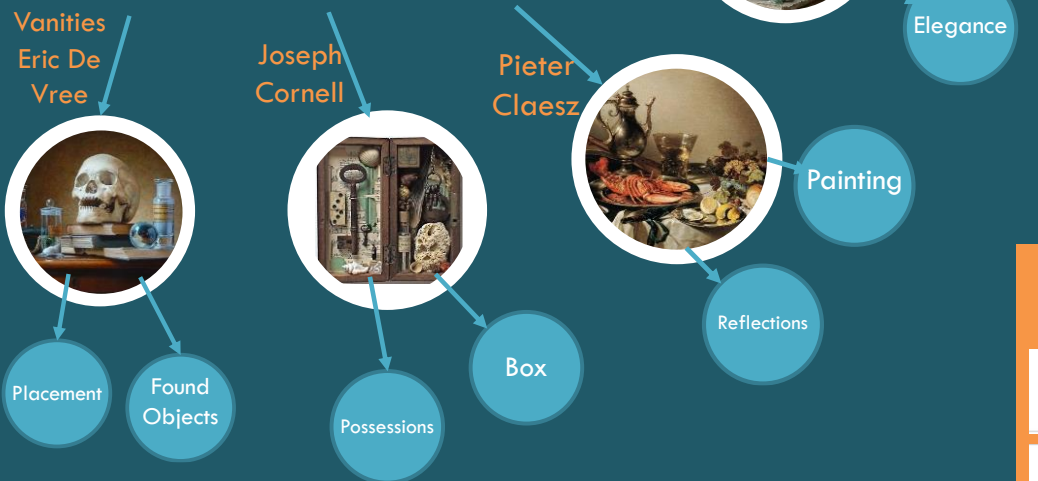 Vanities
Eric De
Vree
Joseph
Cornell
Pieter
Claesz
Elegance
Painting
Reflections
Placement
Found
Objects
Possessions
Box